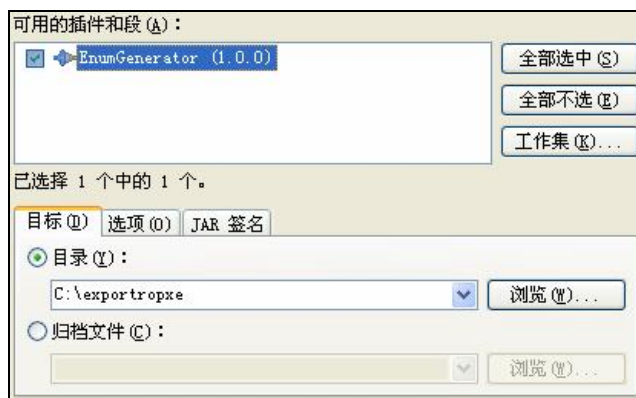 可用的插件和段(A)：
EnumGenerator (1.0.0)
全部选中(S)
全部不选(E)
工作集(K)...
已选择 1 个中的 1 个。
目标(D) 选项(O) JAR 签名
目录(Y)：
C:\exportropxe 浏览(W)...
归档文件(C)：
浏览(W)...